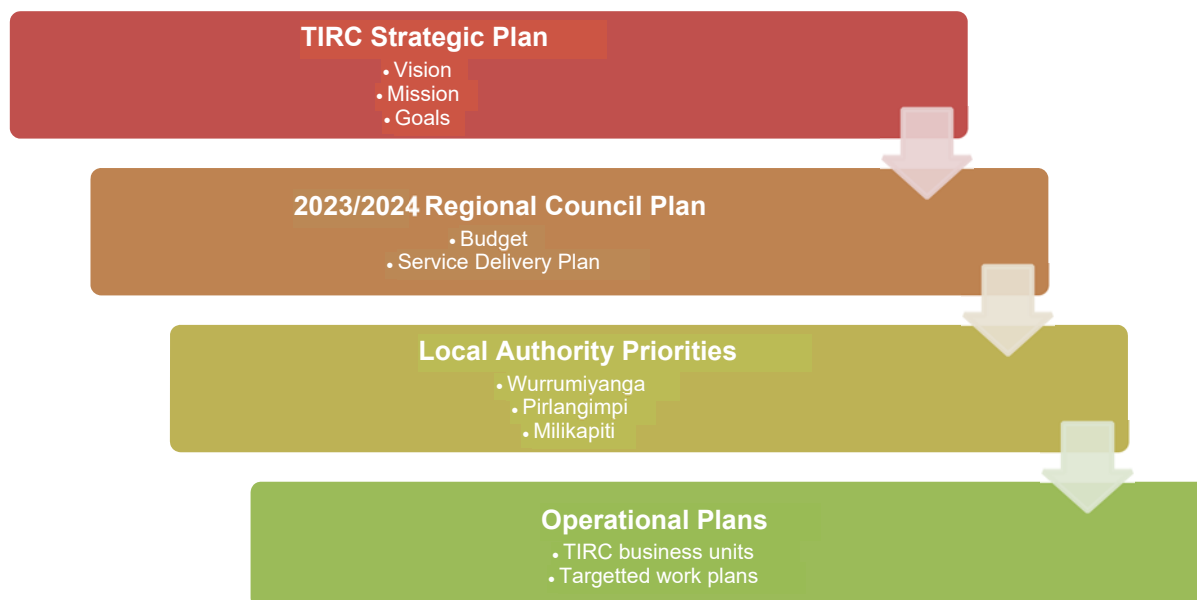 TIRC Strategic Plan
• Vision
• Mission
• Goals
2023/2024 Regional Council Plan
• Budget
• Service Delivery Plan
Local Authority Priorities
• Wurrumiyanga
• Pirlangimpi
• Milikapiti
Operational Plans
• TIRC business units
• Targetted work plans